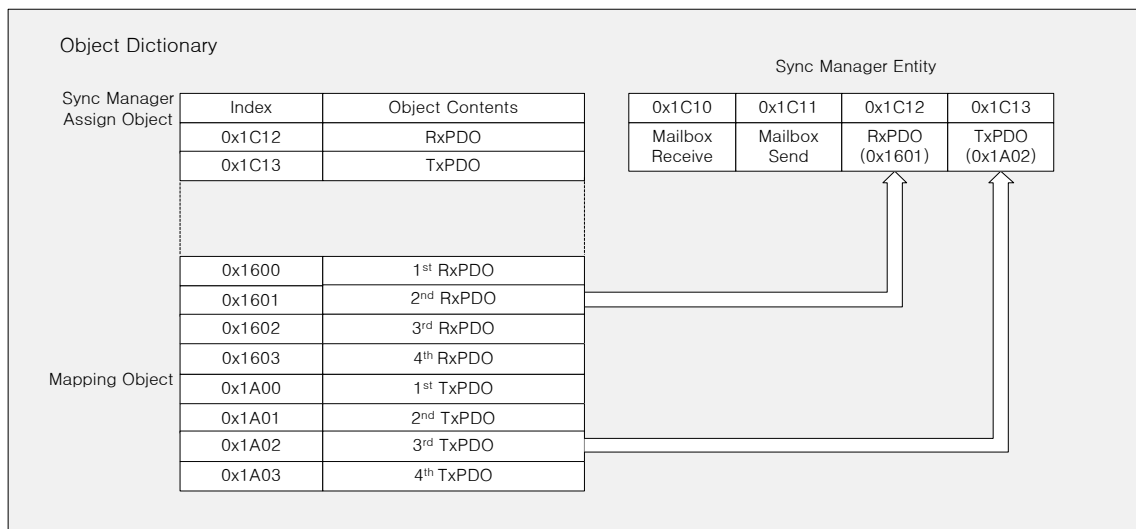 Object Dictionary
Sync Manager Entity
Sync Manager
Assign Object
Index Object Contents
0x1C12 RxPDO
0x1C13 TxPDO
0x1C10 0x1C11 0x1C12 0x1C13
Mailbox Mailbox RxPDO TxPDO
Receive Send (0x1601) (0x1A02)
Mapping Object
0x1600 1st RxPDO
0x1601 2nd RxPDO
0x1602 3rd RxPDO
0x1603 4th RxPDO
0x1A00 1st TxPDO
0x1A01 2nd TxPDO
0x1A02 3rd TxPDO
0x1A03 4th TxPDO